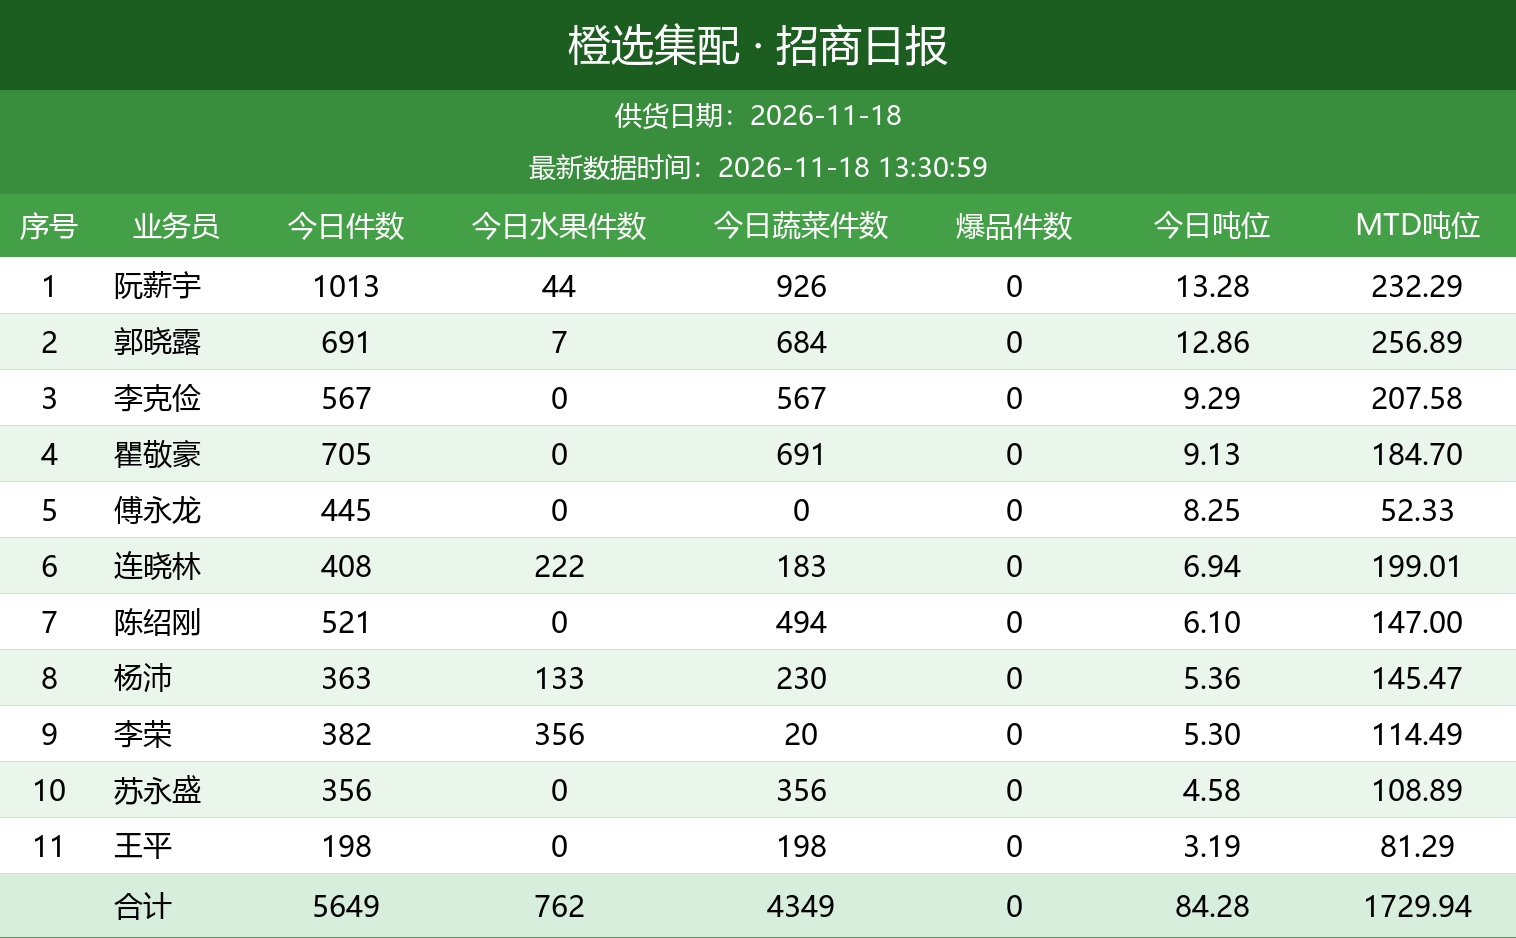 橙选集配 · 招商日报
供货日期：2026-11-18
最新数据时间：2026-11-18 13:30:59
序号 业务员 今日件数 今日水果件数 今日蔬菜件数 爆品件数 今日吨位 MTD吨位
1 阮薪宇 1013 44 926 0 13.28 232.29
2 郭晓露 691 7 684 0 12.86 256.89
3 李克俭 567 0 567 0 9.29 207.58
4 瞿敬豪 705 0 691 0 9.13 184.70
5 傅永龙 445 0 0 0 8.25 52.33
6 连晓林 408 222 183 0 6.94 199.01
7 陈绍刚 521 0 494 0 6.10 147.00
8 杨沛 363 133 230 0 5.36 145.47
9 李荣 382 356 20 0 5.30 114.49
10 苏永盛 356 0 356 0 4.58 108.89
11 王平 198 0 198 0 3.19 81.29
合计 5649 762 4349 0 84.28 1729.94